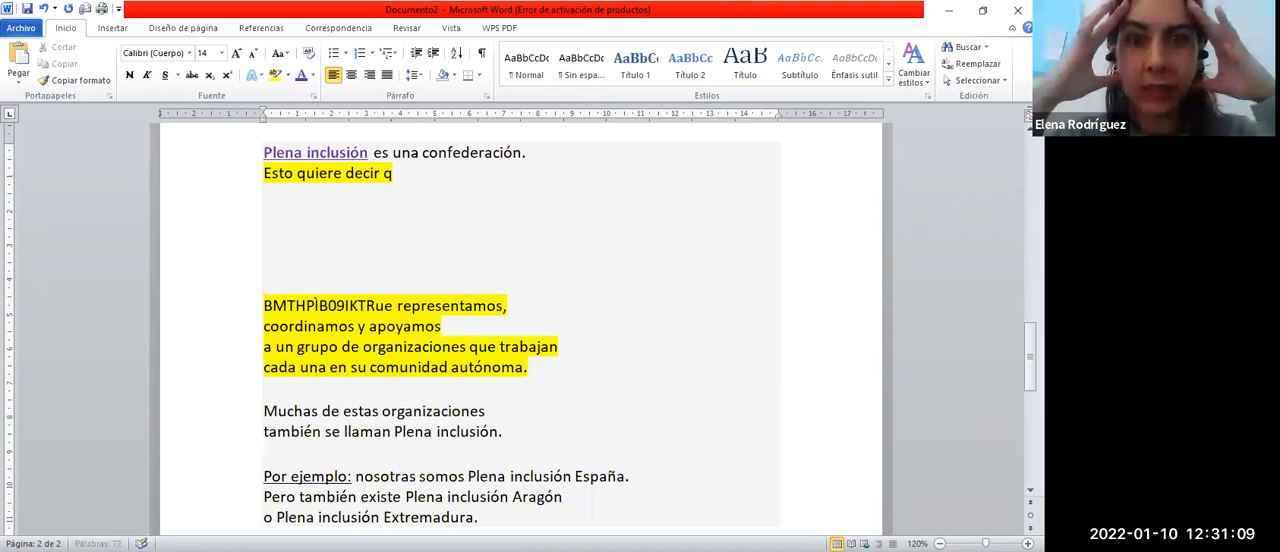 Documento2 - Microsoft Word (Error de activación de productos)
Archivo Inicio Insertar Diseño de página Referencias Correspondencia Revisar Vista WPS PDF
Pegar
Cortar
Copiar
Copiar formato
Portapapeles
Calibri (Cuerpo) 14
Fuente
Párrafo
AaBbCcDc AaBbCcDc AaBbC AaBbCc AaB AaBbCc. AaBbCcDc
¶ Normal ¶ Sin espa... Título 1 Título 2 Título Subtítulo Énfasis sutil
Cambiar estilos
Estilos
Buscar
Reemplazar
Seleccionar
Edición
Elena Rodríguez
Plena inclusión es una confederación.
Esto quiere decir q
BMTHPÌB09IKTRue representamos,
coordinamos y apoyamos
a un grupo de organizaciones que trabajan
cada una en su comunidad autónoma.
Muchas de estas organizaciones
también se llaman Plena inclusión.
Por ejemplo: nosotras somos Plena inclusión España.
Pero también existe Plena inclusión Aragón
o Plena inclusión Extremadura.
Página: 2 de 2 Palabras: 72
120%
2022-01-10 12:31:09